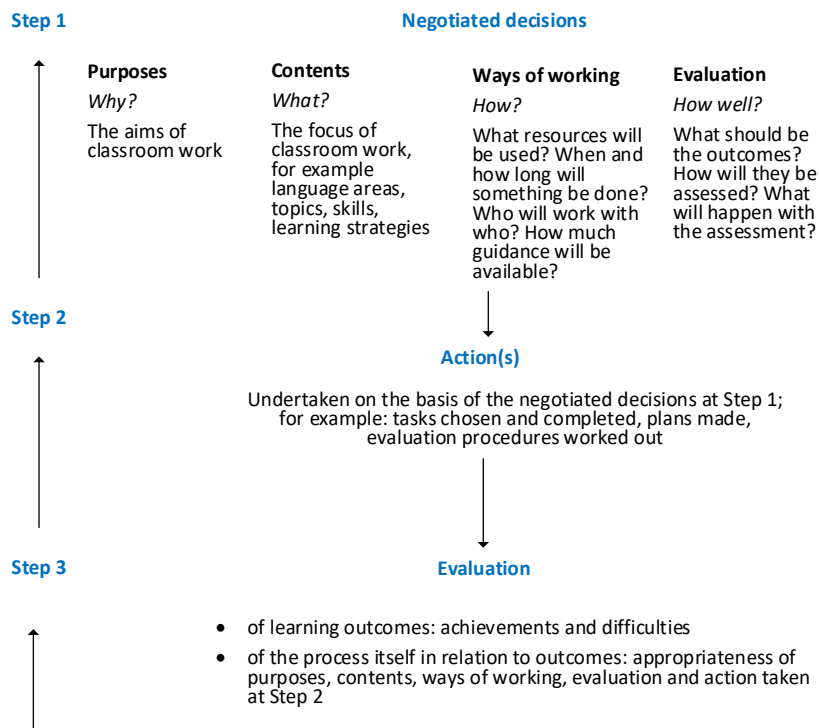 Step 1
Negotiated decisions
Purposes
Why?
The aims of
classroom work
Contents
What?
The focus of
classroom work,
for example
language areas,
topics, skills,
learning strategies
Ways of working
How?
What resources will
be used? When and
how long will
something be done?
Who will work with
who? How much
guidance will be
available?
Evaluation
How well?
What should be
the outcomes?
How will they be
assessed? What
will happen with
the assessment?
Step 2
Action(s)
Undertaken on the basis of the negotiated decisions at Step 1;
for example: tasks chosen and completed, plans made,
evaluation procedures worked out
Step 3
Evaluation
• of learning outcomes: achievements and difficulties
• of the process itself in relation to outcomes: appropriateness of
purposes, contents, ways of working, evaluation and action taken
at Step 2